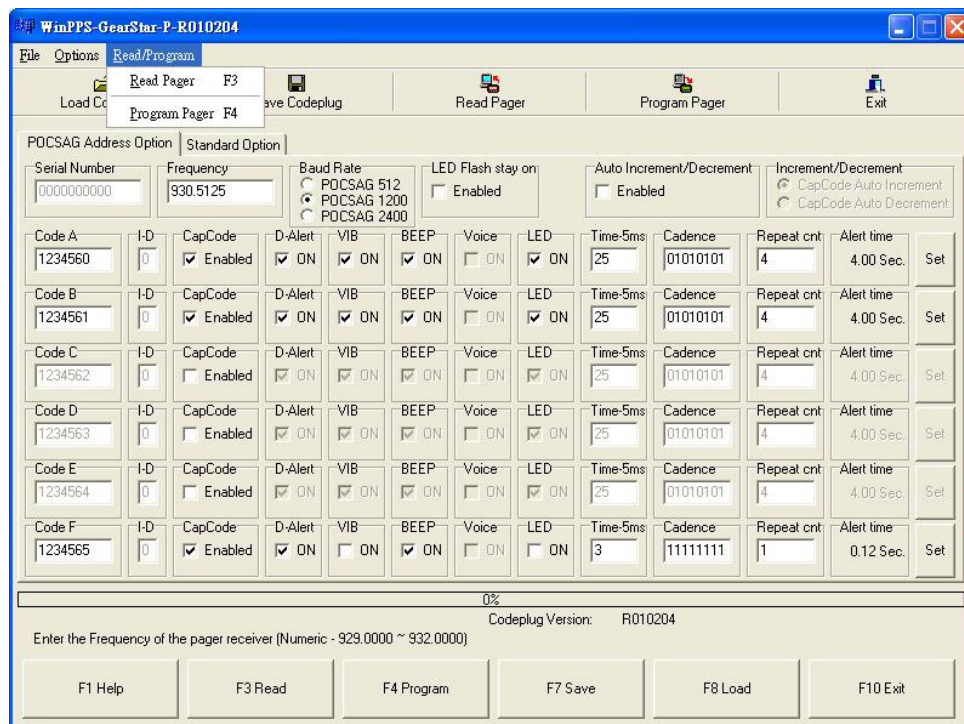 WinPPS-GearStar-P-R010204
File Options Read/Program
Read Pager F3
Program Pager F4
Load Co
ve Codeplug
Read Pager
Program Pager
Exit
POCSAG Address Option Standard Option
Serial Number Frequency Baud Rate LED Flash stay on Auto Increment/Decrement Increment/Decrement
0000000000 930.5125 POCSAG 512 Enabled Enabled CapCode Auto Increment
POCSAG 1200 CapCode Auto Decrement
POCSAG 2400
Code A I-D CapCode D-Alert VIB BEEP Voice LED Time-5ms Cadence Repeat cnt Alert time
1234560 0 Enabled ON ON ON ON ON 25 01010101 4 4.00 Sec. Set
Code B I-D CapCode D-Alert VIB BEEP Voice LED Time-5ms Cadence Repeat cnt Alert time
1234561 0 Enabled ON ON ON ON ON 25 01010101 4 4.00 Sec. Set
Code C I-D CapCode D-Alert VIB BEEP Voice LED Time-5ms Cadence Repeat cnt Alert time
1234562 0 Enabled ON ON ON ON ON 25 01010101 4 4.00 Sec. Set
Code D I-D CapCode D-Alert VIB BEEP Voice LED Time-5ms Cadence Repeat cnt Alert time
1234563 0 Enabled ON ON ON ON ON 25 01010101 4 4.00 Sec. Set
Code E I-D CapCode D-Alert VIB BEEP Voice LED Time-5ms Cadence Repeat cnt Alert time
1234564 0 Enabled ON ON ON ON ON 25 01010101 4 4.00 Sec. Set
Code F I-D CapCode D-Alert VIB BEEP Voice LED Time-5ms Cadence Repeat cnt Alert time
1234565 0 Enabled ON ON ON ON ON 3 11111111 1 0.12 Sec. Set
0%
Codeplug Version: R010204
Enter the Frequency of the pager receiver (Numeric - 929.0000 ~ 932.0000)
F1 Help F3 Read F4 Program F7 Save F8 Load F10 Exit